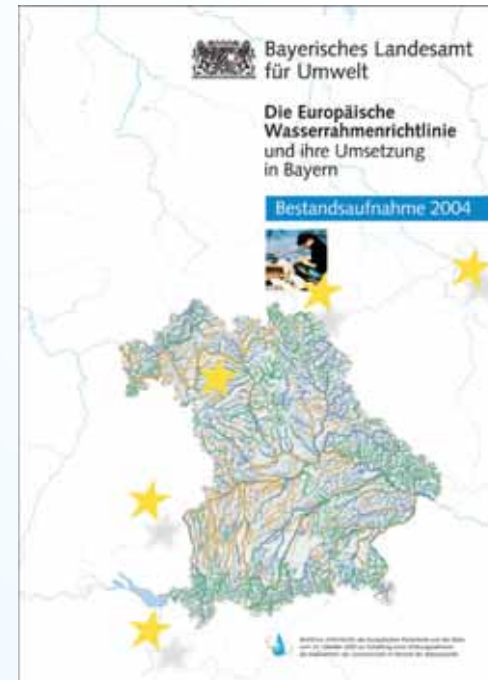 Bayerisches Landesamt
für Umwelt
Die Europäische
Wasserrahmenrichtlinie
und ihre Umsetzung
in Bayern
Bestandsaufnahme 2004